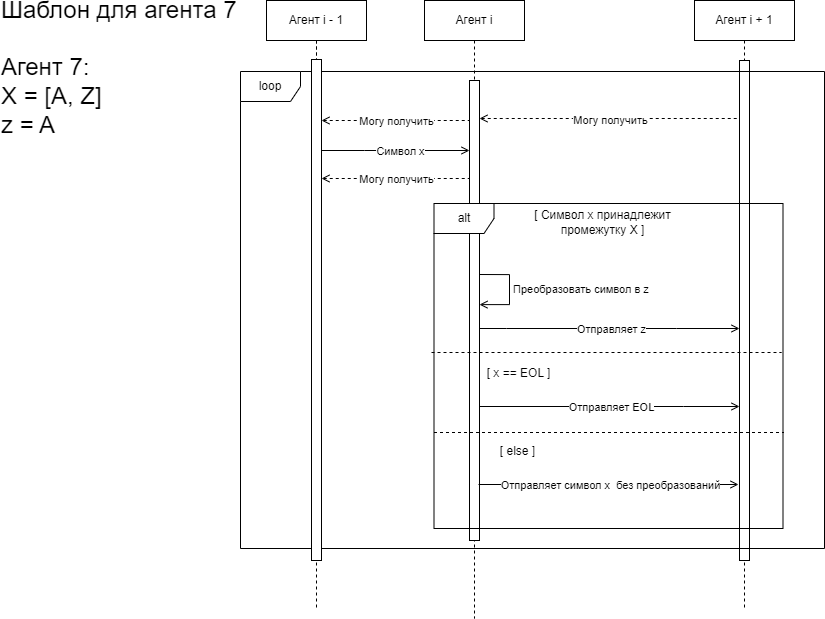 Шаблон для агента 7
Агент 7:
X = [A, Z]
z = A
Агент i - 1
Агент i
Агент i + 1
loop
Могу получить
Могу получить
Символ x
Могу получить
alt
[ Символ x принадлежит
промежутку X ]
Преобразовать символ в z
Отправляет z
[ x == EOL ]
Отправляет EOL
[ else ]
Отправляет символ x без преобразований